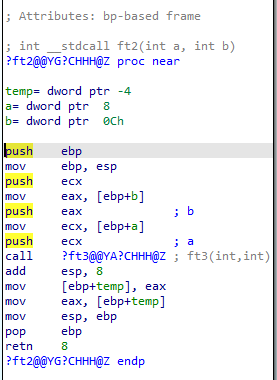 ; Attributes: bp-based frame
; int __stdcall ft2(int a, int b)
?ft2@@YG?CHHH@Z proc near
temp= dword ptr -4
a= dword ptr  8
b= dword ptr  0Ch
push    ebp
mov     ebp, esp
push    ecx
mov     eax, [ebp+b]
push    eax             ; b
mov     ecx, [ebp+a]
push    ecx             ; a
call    ?ft3@@YA?CHHH@Z ; ft3(int,int)
add     esp, 8
mov     [ebp+temp], eax
mov     eax, [ebp+temp]
mov     esp, ebp
pop     ebp
retn    8
?ft2@@YG?CHHH@Z endp